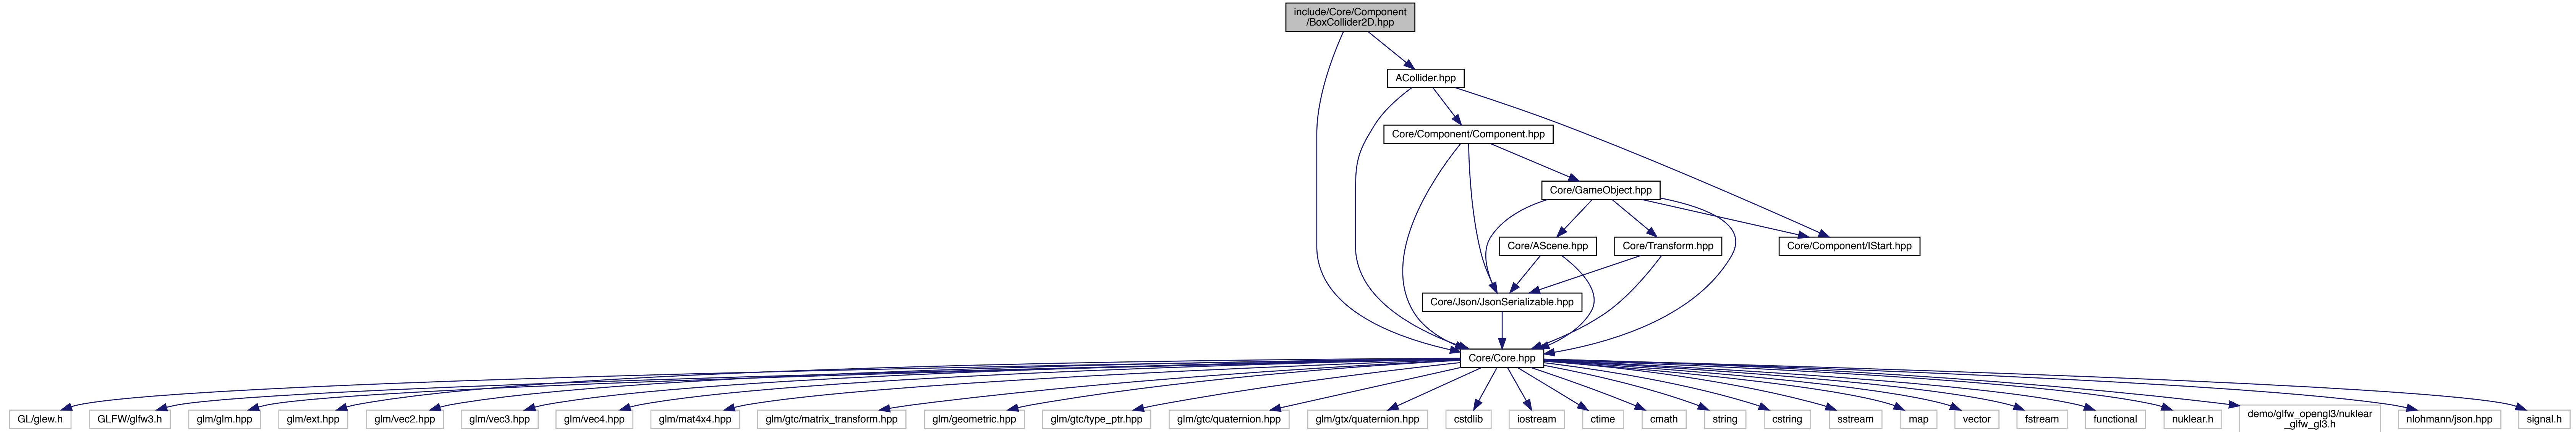 include/Core/Component
/BoxCollider2D.hpp
ACollider.hpp
Core/Component/Component.hpp
Core/GameObject.hpp
Core/AScene.hpp
Core/Transform.hpp
Core/Component/IStart.hpp
Core/Json/JsonSerializable.hpp
Core/Core.hpp
GL/glew.h
GLFW/glfw3.h
glm/glm.hpp
glm/ext.hpp
glm/vec2.hpp
glm/vec3.hpp
glm/vec4.hpp
glm/mat4x4.hpp
glm/gtc/matrix_transform.hpp
glm/geometric.hpp
glm/gtc/type_ptr.hpp
glm/gtc/quaternion.hpp
glm/gtx/quaternion.hpp
cstdlib
iostream
ctime
cmath
string
cstring
sstream
map
vector
fstream
functional
nuklear.h
demo/glfw_opengl3/nuklear
_glfw_gl3.h
nlohmann/json.hpp
signal.h